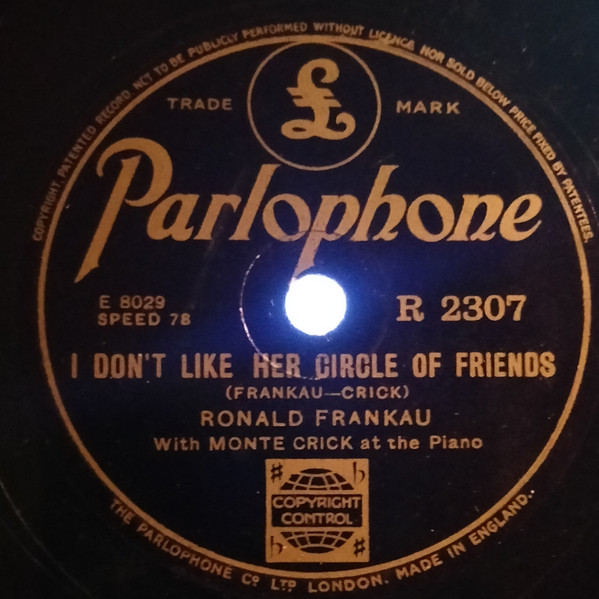 COPYRIGHT. PATENTED RECORD NOT TO BE PUBLICLY PERFORMED WITHOUT LICENCE, NOR SOLD BELOW PRICE FIXED BY PATENTEES.
£
TRADE MARK
Parlophone
E 8029
SPEED 78
R 2307
I DON'T LIKE HER CIRCLE OF FRIENDS
(FRANKAU—CRICK)
RONALD FRANKAU
With MONTE CRICK at the Piano
♯ ♭
COPYRIGHT
CONTROL
♭ ♯
THE PARLOPHONE Cº LTD LONDON. MADE IN ENGLAND..